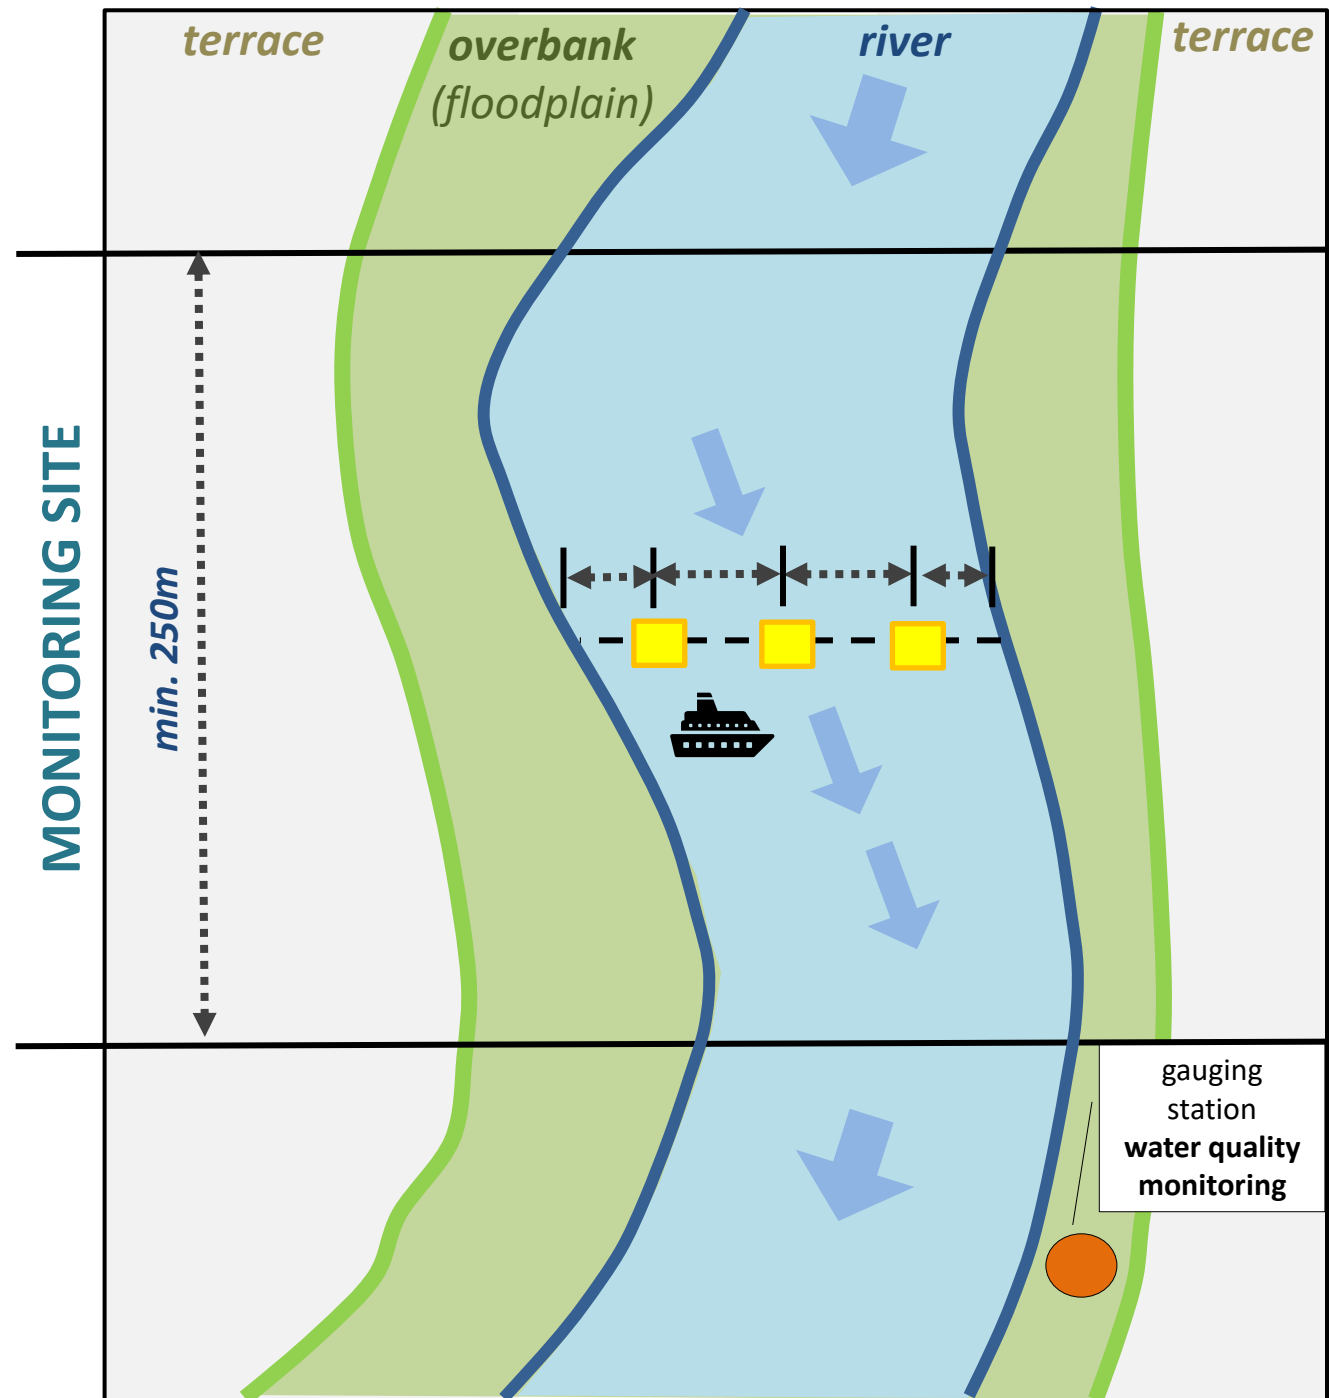 terrace
overbank
(floodplain)
river
terrace
MONITORING SITE
min. 250m
gauging
station
water quality
monitoring